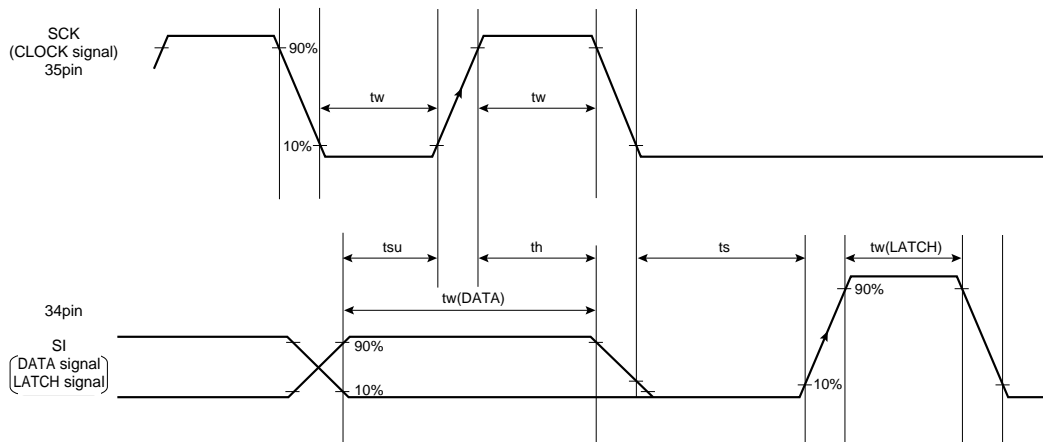 SCK
(CLOCK signal)
35pin
90%
10%
tw
tw
tsu
th
ts
tw(LATCH)
tw(DATA)
34pin
SI
DATA signal
LATCH signal
90%
10%
90%
10%